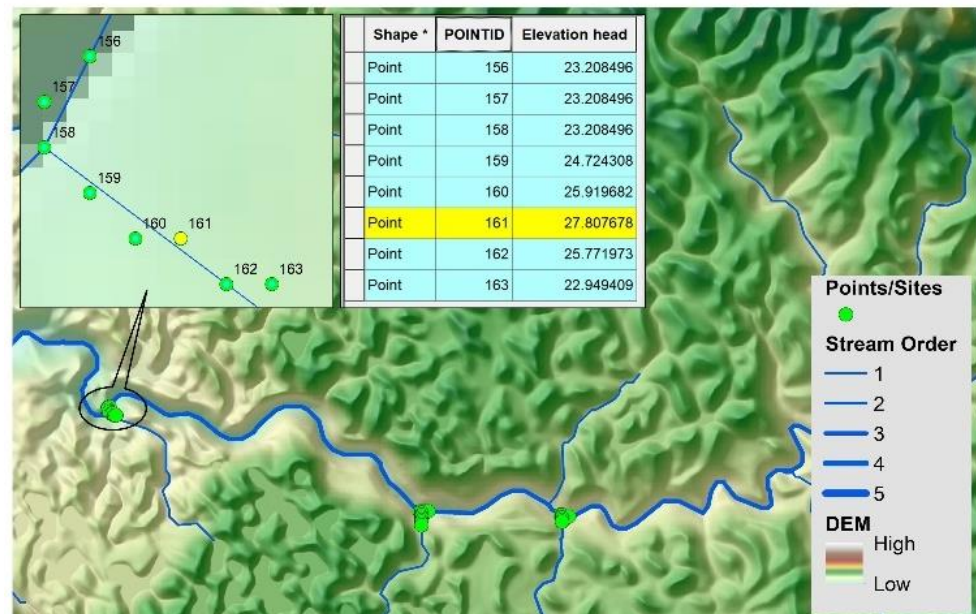 156
157
158
159
160 161
162 163
Shape * POINTID Elevation head
Point 156 23.208496
Point 157 23.208496
Point 158 23.208496
Point 159 24.724308
Point 160 25.919682
Point 161 27.807678
Point 162 25.771973
Point 163 22.949409
Points/Sites
Stream Order
1
2
3
4
5
DEM
High
Low